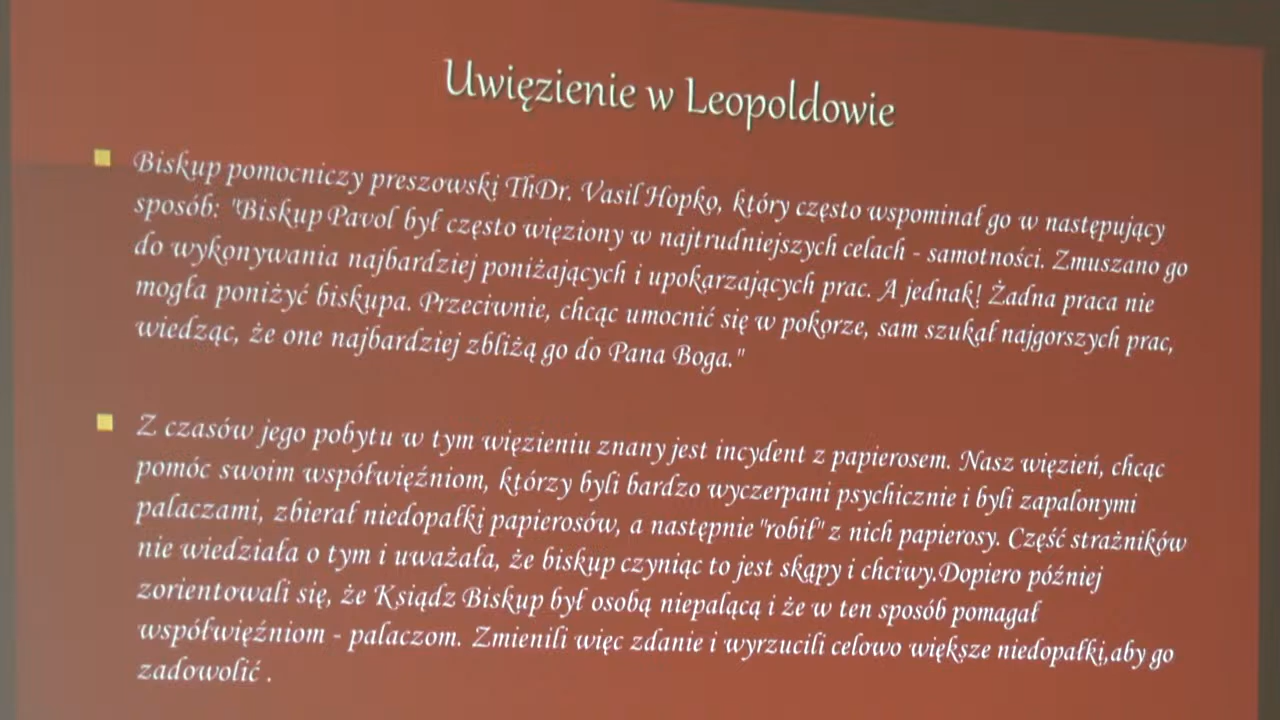 Uwięzienie w Leopoldowie
Biskup pomocniczy preszowski ThDr. Vasil Hopko, który często wspominał go w następujący
sposób: "Biskup Pavol był często więziony w najtrudniejszych celach - samotności. Zmuszano go
do wykonywania najbardziej poniżających i upokarzających prac. A jednak! Żadna praca nie
mogła poniżyć biskupa. Przeciwnie, chcąc umocnić się w pokorze, sam szukał najgorszych prac,
wiedząc, że one najbardziej zbliżą go do Pana Boga."
Z czasów jego pobytu w tym więzieniu znany jest incydent z papierosem. Nasz więzień, chcąc
pomóc swoim współwięźniom, którzy byli bardzo wyczerpani psychicznie i byli zapalonymi
palaczami, zbierał niedopałki papierosów, a następnie "robił" z nich papierosy. Część strażników
nie wiedziała o tym i uważała, że biskup czyniąc to jest skąpy i chciwy.Dopiero później
zorientowali się, że Ksiądz Biskup był osobą niepalącą i że w ten sposób pomagał
współwięźniom - palaczom. Zmienili więc zdanie i wyrzucili celowo większe niedopałki,aby go
zadowolić .